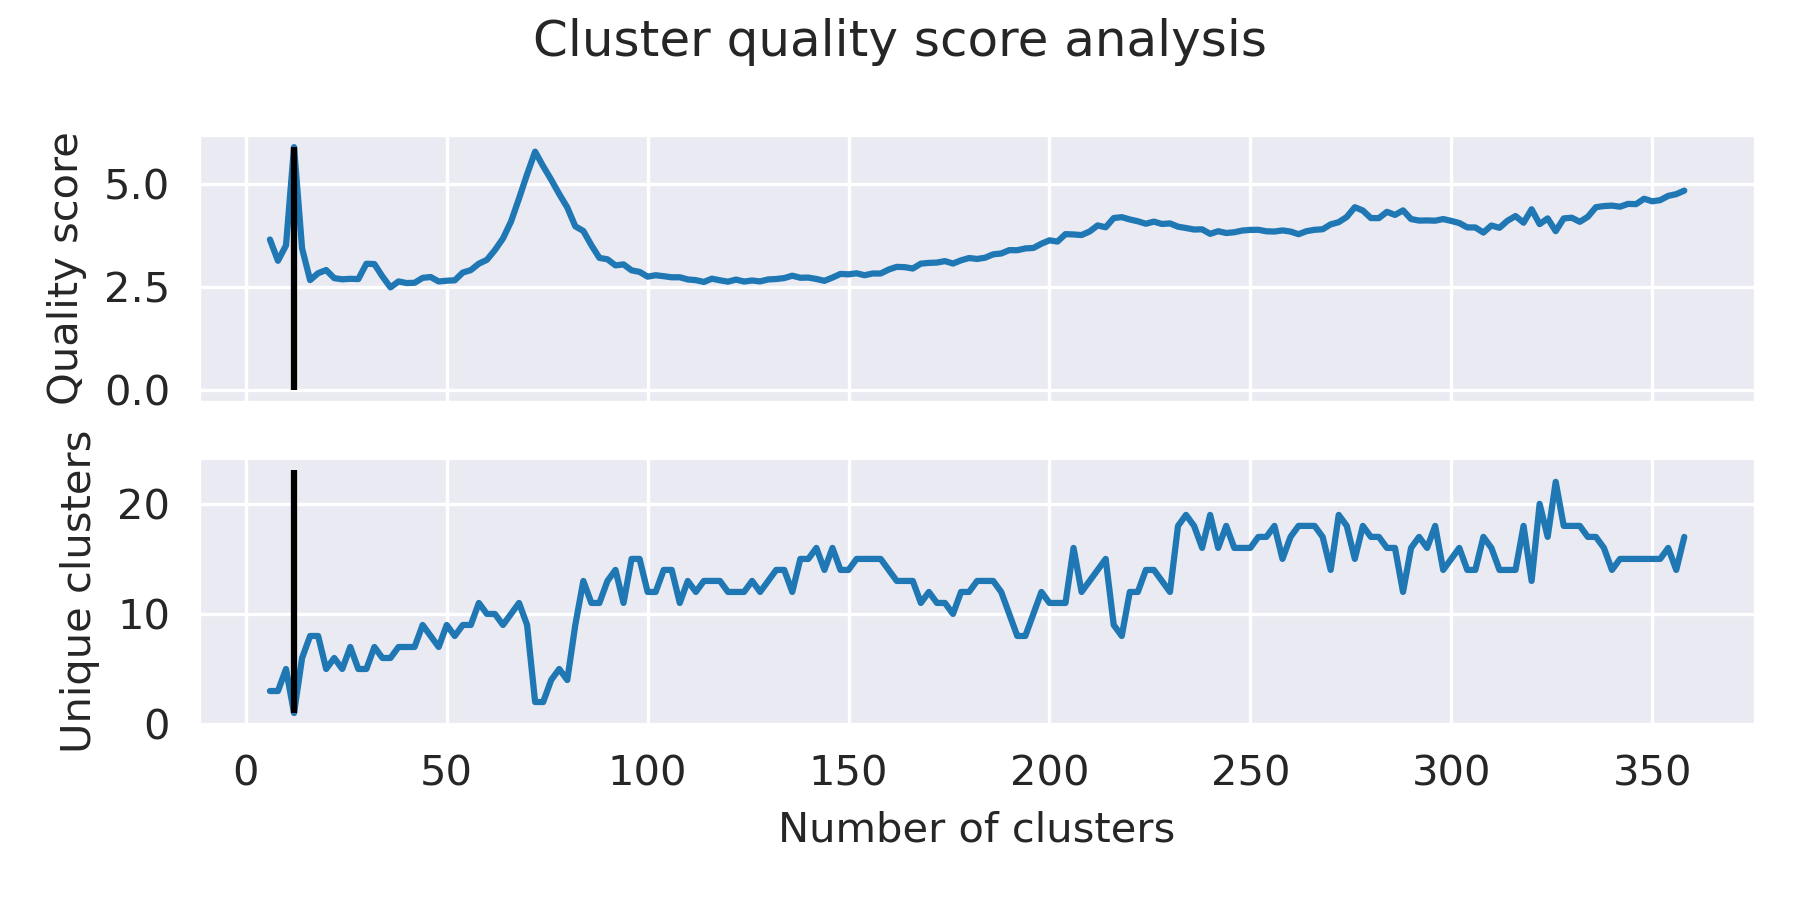 Cluster quality score analysis
Quality score
5.0
2.5
0.0
Unique clusters
20
10
0
0 50 100 150 200 250 300 350
Number of clusters